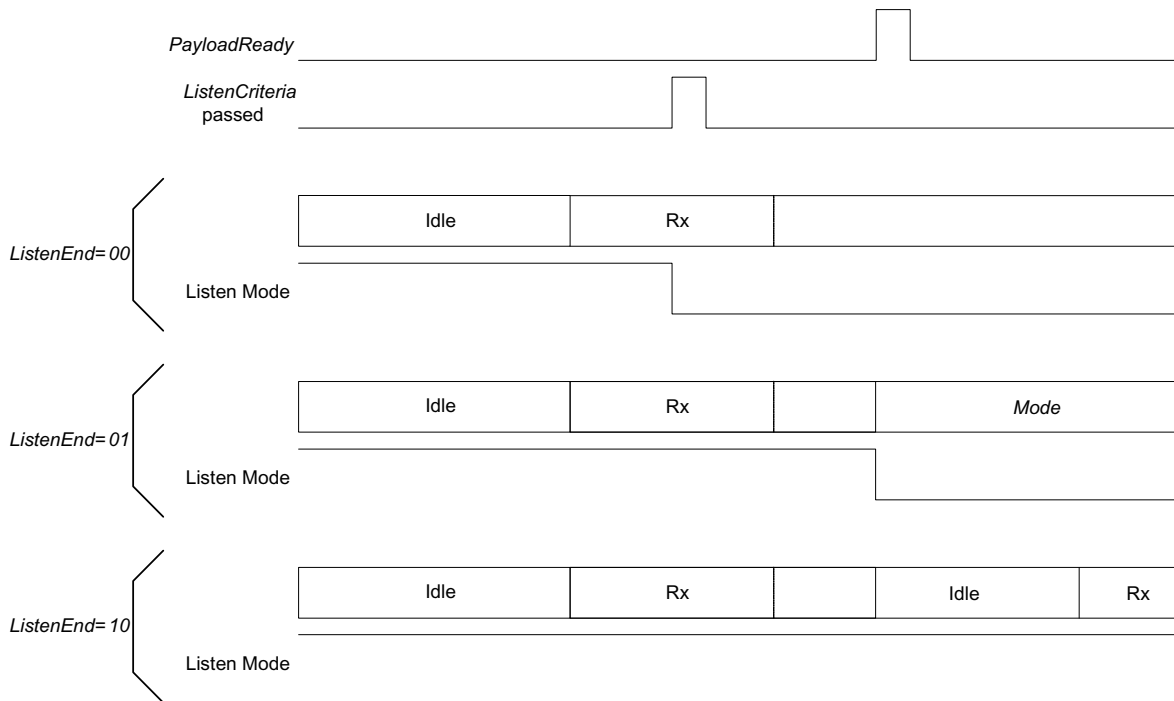 PayloadReady
ListenCriteria
passed
Idle
Rx
ListenEnd= 00
Listen Mode
Idle
Rx
Mode
ListenEnd= 01
Listen Mode
Idle
Rx
Idle
Rx
ListenEnd= 10
Listen Mode